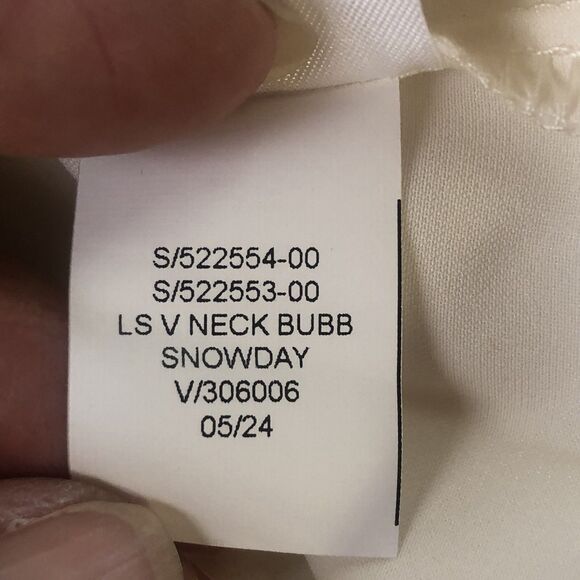 S/522554-00
S/522553-00
LS V NECK BUBB
SNOWDAY
V/306006
05/24